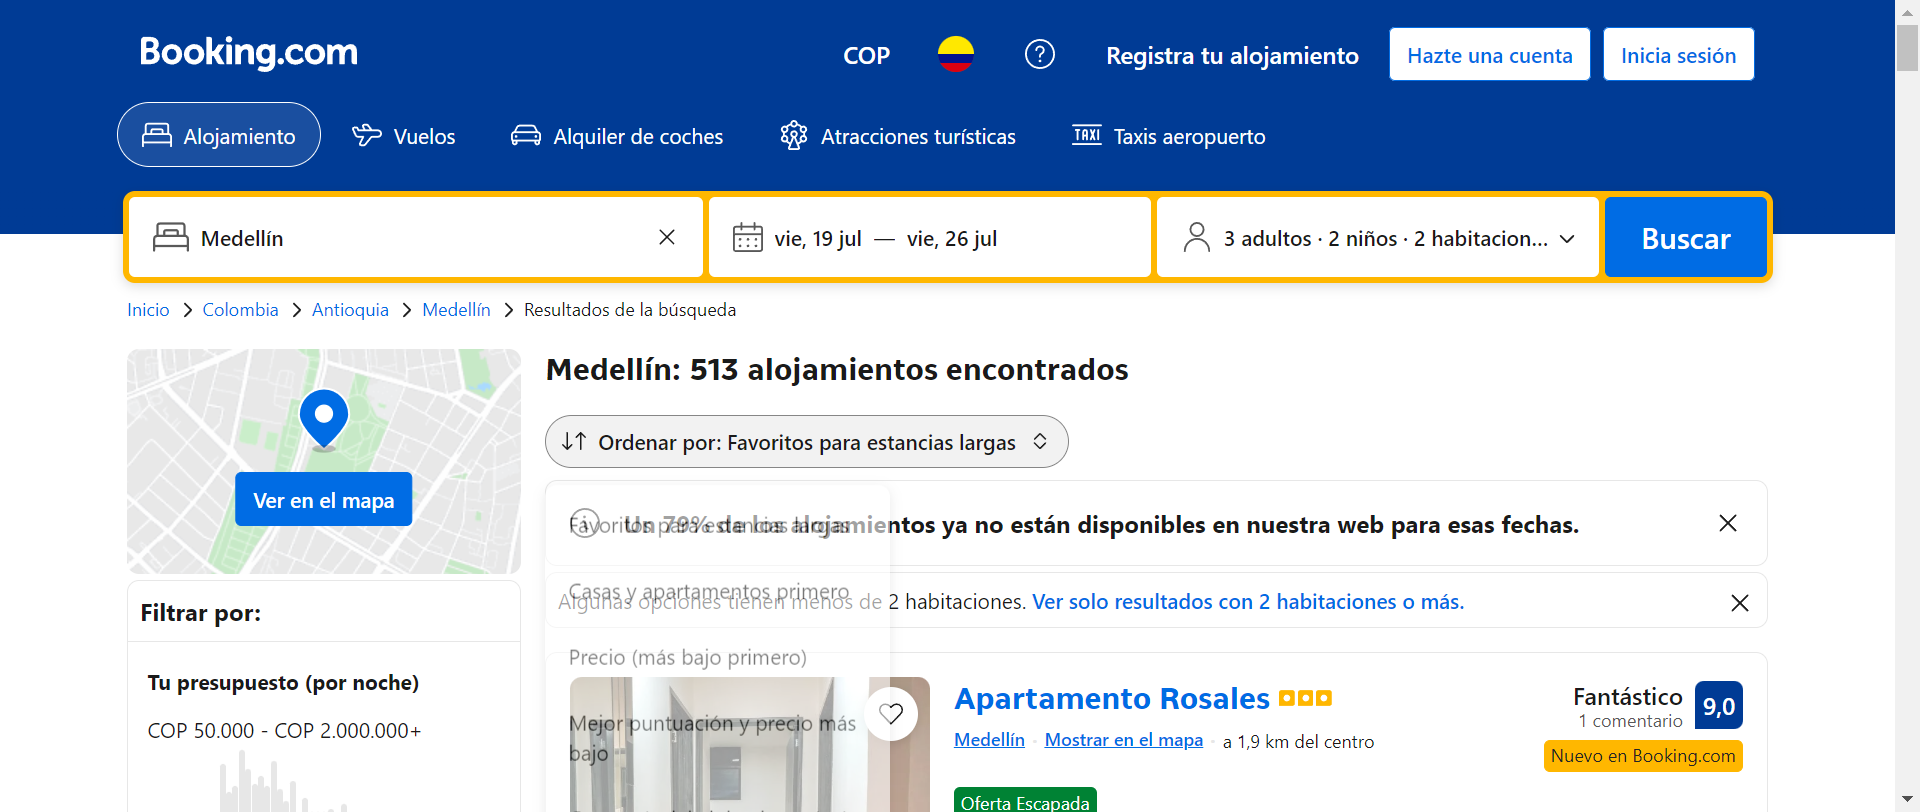 Booking.com
COP
Registra tu alojamiento
Hazte una cuenta
Inicia sesión
Alojamiento
Vuelos
Alquiler de coches
Atracciones turísticas
TAXI
Taxis aeropuerto
Medellín
vie, 19 jul — vie, 26 jul
3 adultos · 2 niños · 2 habitacion...
Buscar
Inicio > Colombia > Antioquia > Medellín > Resultados de la búsqueda
Ver en el mapa
Medellín: 513 alojamientos encontrados
Ordenar por: Favoritos para estancias largas
Un 79% de los alojamientos ya no están disponibles en nuestra web para esas fechas.
Favoritos para estancias largas
Casas y apartamentos primero
Algunas opciones tienen menos de 2 habitaciones. Ver solo resultados con 2 habitaciones o más.
Precio (más bajo primero)
Mejor puntuación y precio más
bajo
Filtrar por:
Tu presupuesto (por noche)
COP 50.000 - COP 2.000.000+
Apartamento Rosales
Medellín · Mostrar en el mapa · a 1,9 km del centro
Oferta Escapada
Fantástico
1 comentario
9,0
Nuevo en Booking.com